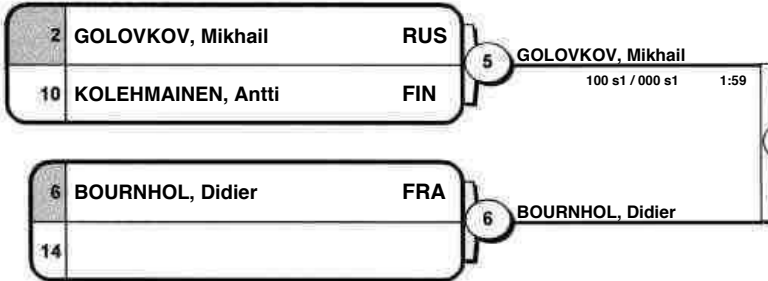 2 GOLOVKOV, Mikhail RUS
5 GOLOVKOV, Mikhail
100 s1 / 000 s1 1:59
10 KOLEHMAINEN, Antti FIN
6 BOURNHOL, Didier FRA
6 BOURNHOL, Didier
14